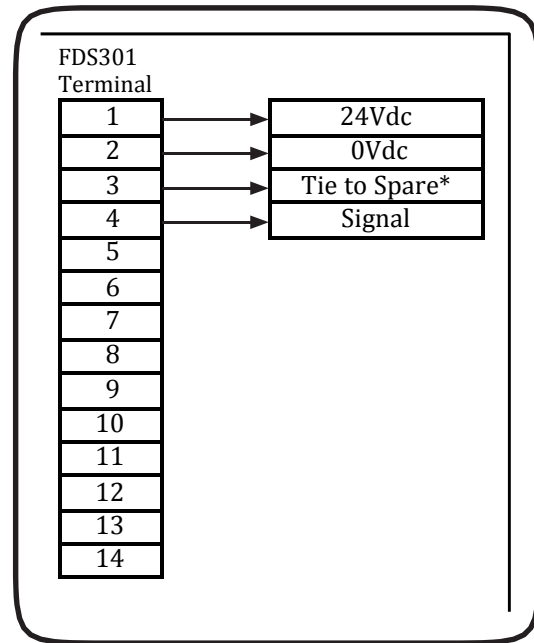 FDS301
Terminal
1 24Vdc
2 0Vdc
3 Tie to Spare*
4 Signal
5
6
7
8
9
10
11
12
13
14